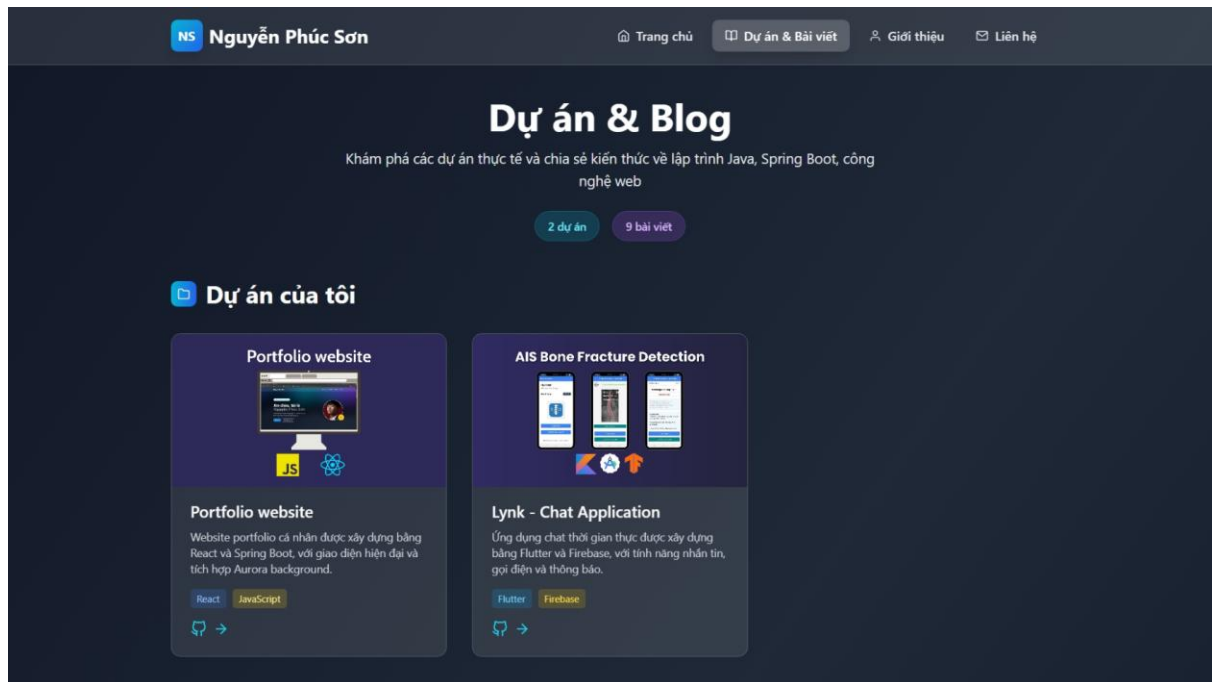 NS Nguyễn Phúc Sơn
Trang chủ
Dự án & Bài viết
Giới thiệu
Liên hệ
Dự án & Blog
Khám phá các dự án thực tế và chia sẻ kiến thức về lập trình Java, Spring Boot, công
nghệ web
2 dự án
9 bài viết
Dự án của tôi
Portfolio website
JS
Portfolio website
Website portfolio cá nhân được xây dựng bằng
React và Spring Boot, với giao diện hiện đại và
tích hợp Aurora background.
React
JavaScript
AIS Bone Fracture Detection
Lynk - Chat Application
Ứng dụng chat thời gian thực được xây dựng
bằng Flutter và Firebase, với tính năng nhắn tin,
gọi điện và thông báo.
Flutter
Firebase